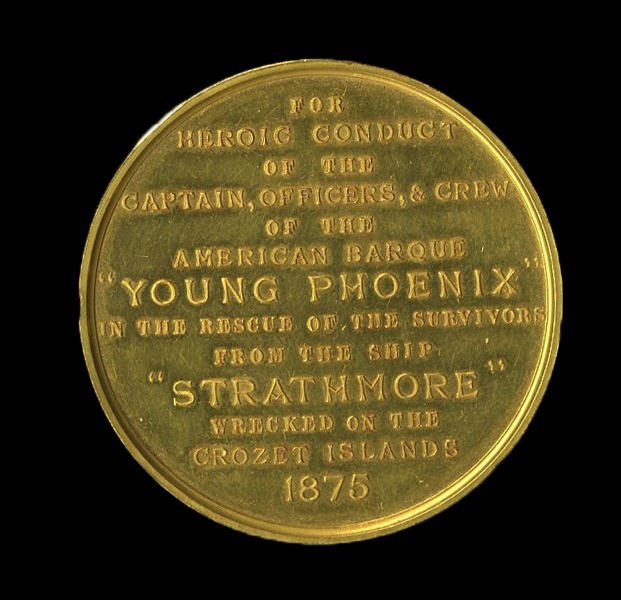 FOR
HEROIC CONDUCT
OF THE
CAPTAIN, OFFICERS, & CREW
OF THE
AMERICAN BARQUE
"YOUNG PHOENIX"
IN THE RESCUE OF THE SURVIVORS
FROM THE SHIP
"STRATHMORE"
WRECKED ON THE
CROZET ISLANDS
1875